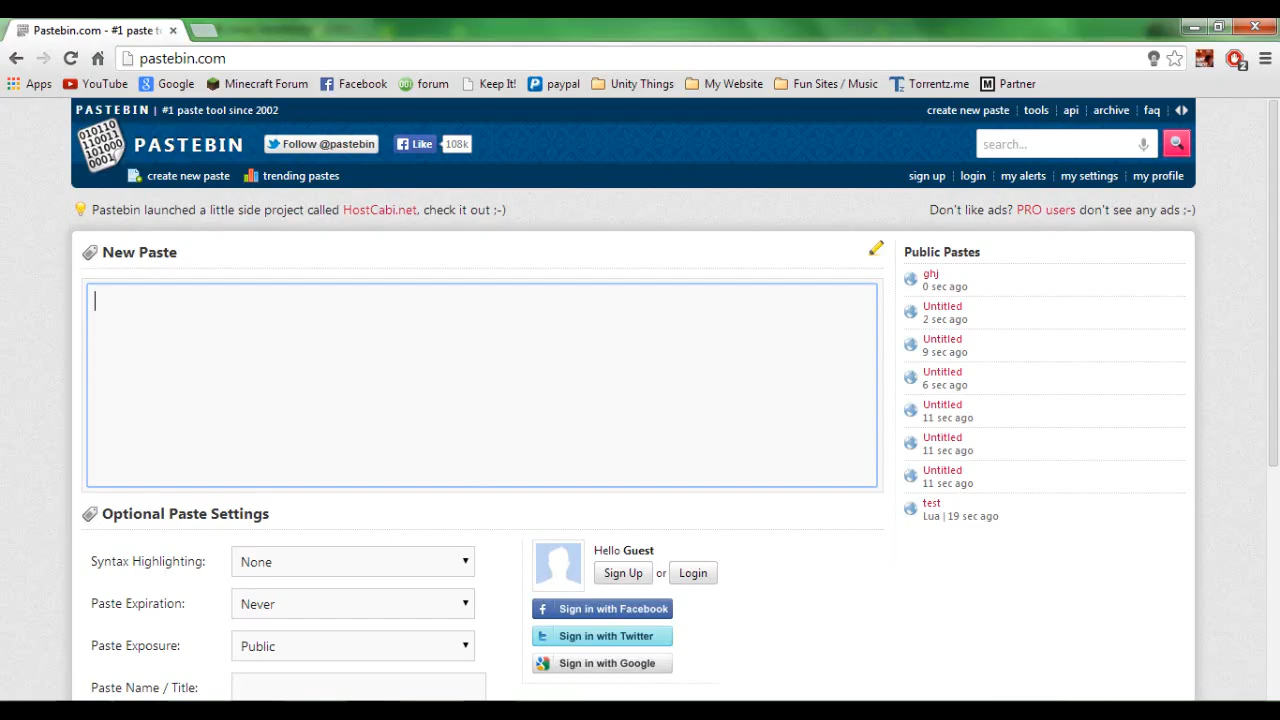 Pastebin.com - #1 paste t
pastebin.com
2
Apps YouTube Google Minecraft Forum Facebook forum Keep It! paypal Unity Things My Website Fun Sites / Music Torrentz.me Partner
PASTEBIN | #1 paste tool since 2002
create new paste tools api archive faq
PASTEBIN
Follow @pastebin
Like 108k
search...
create new paste trending pastes
sign up login my alerts my settings my profile
Pastebin launched a little side project called HostCabi.net, check it out ;-)
Don't like ads? PRO users don't see any ads ;-)
New Paste
Optional Paste Settings
Syntax Highlighting: None
Paste Expiration: Never
Paste Exposure: Public
Paste Name / Title:
Hello Guest
Sign Up or Login
Sign in with Facebook
Sign in with Twitter
Sign in with Google
Public Pastes
ghj
0 sec ago
Untitled
2 sec ago
Untitled
9 sec ago
Untitled
6 sec ago
Untitled
11 sec ago
Untitled
11 sec ago
Untitled
11 sec ago
test
Lua | 19 sec ago